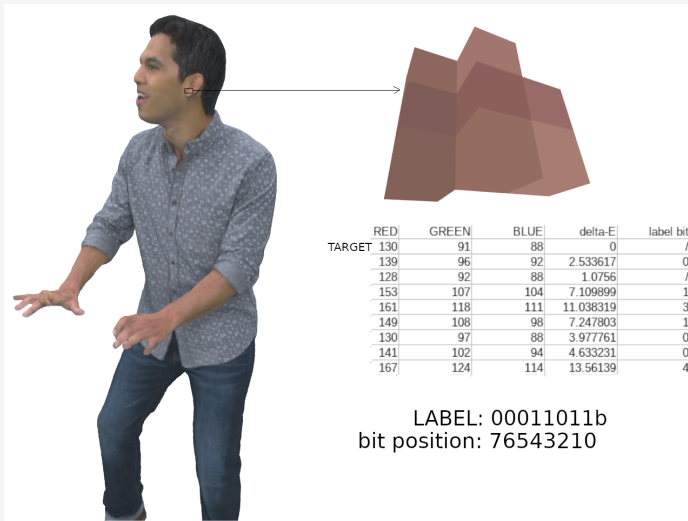 RED GREEN BLUE delta-E label bit
TARGET 130 91 88 0 /
139 96 92 2.533617 0
128 92 88 1.0756 /
153 107 104 7.109899 1
161 118 111 11.038319 3
149 108 98 7.247803 1
130 97 88 3.977761 0
141 102 94 4.633231 0
167 124 114 13.56139 4
LABEL: 00011011b
bit position: 76543210